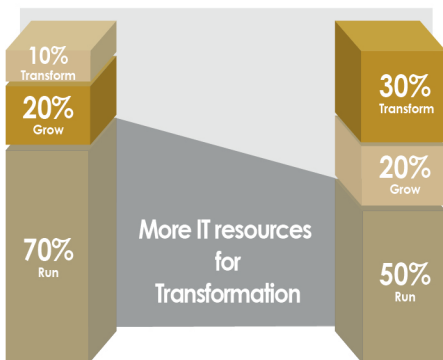 10%
Transform
20%
Grow
70%
Run
More IT resources
for
Transformation
30%
Transform
20%
Grow
50%
Run